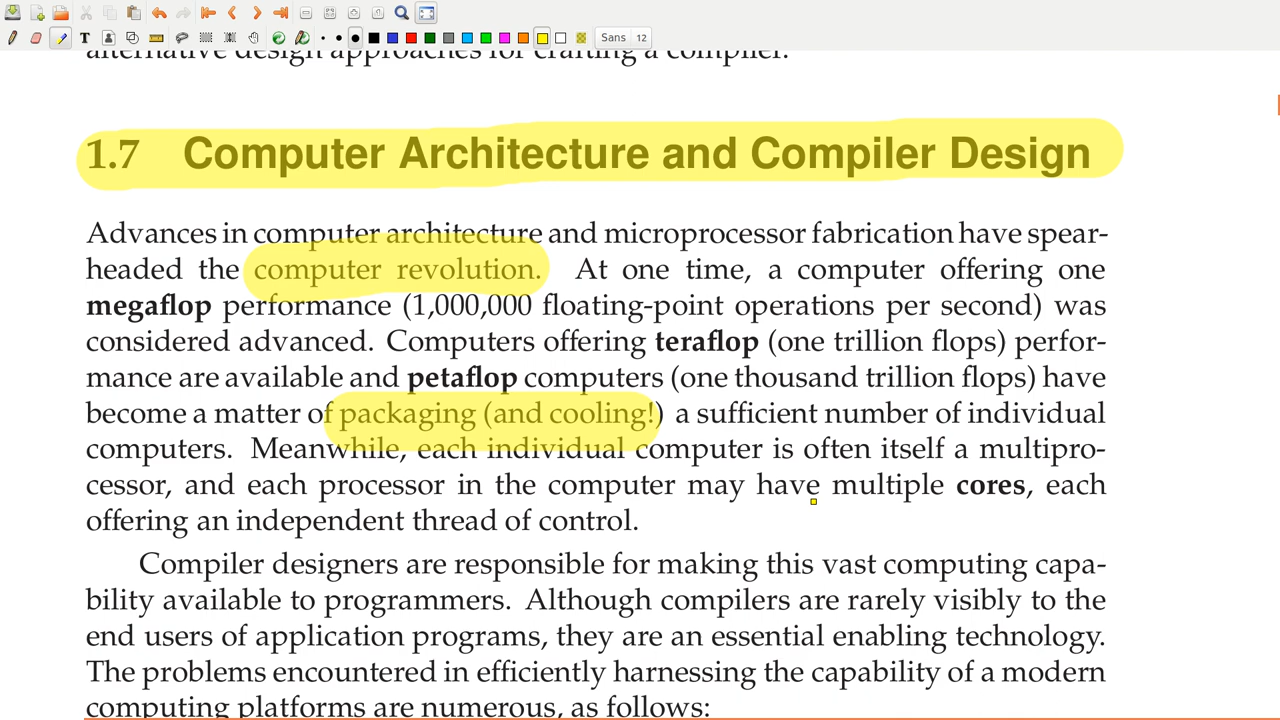 Sans 12
alternative design approaches for crafting a compiler.
1.7 Computer Architecture and Compiler Design
Advances in computer architecture and microprocessor fabrication have spear-
headed the computer revolution. At one time, a computer offering one
megaflop performance (1,000,000 floating-point operations per second) was
considered advanced. Computers offering teraflop (one trillion flops) perfor-
mance are available and petaflop computers (one thousand trillion flops) have
become a matter of packaging (and cooling!) a sufficient number of individual
computers. Meanwhile, each individual computer is often itself a multipro-
cessor, and each processor in the computer may have multiple cores, each
offering an independent thread of control.
Compiler designers are responsible for making this vast computing capa-
bility available to programmers. Although compilers are rarely visibly to the
end users of application programs, they are an essential enabling technology.
The problems encountered in efficiently harnessing the capability of a modern
computing platforms are numerous, as follows: